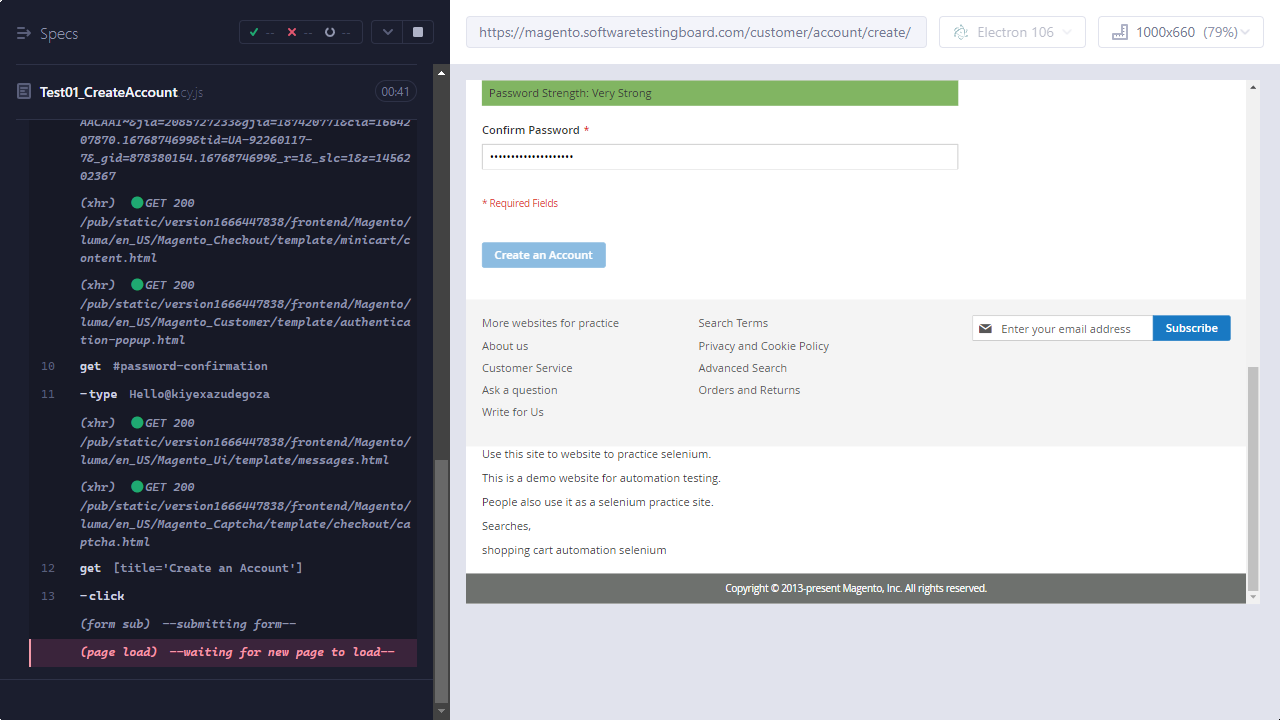 Specs
--
--
--
Test01_CreateAccount cy.js
00:41
AACAAI~&jid=2085727233&gjid=187420771&cid=1664
207870.1676874699&tid=UA-92260117-
7&_gid=878380154.1676874699&_r=1&_slc=1&z=1456
202367
(xhr) GET 200
/pub/static/version1666447838/frontend/Magento/
luma/en_US/Magento_Checkout/template/minicart/c
ontent.html
(xhr) GET 200
/pub/static/version1666447838/frontend/Magento/
luma/en_US/Magento_Customer/template/authentica
tion-popup.html
10 get #password-confirmation
11 -type Hello@kiyexazudegoza
(xhr) GET 200
/pub/static/version1666447838/frontend/Magento/
luma/en_US/Magento_Ui/template/messages.html
(xhr) GET 200
/pub/static/version1666447838/frontend/Magento/
luma/en_US/Magento_Captcha/template/checkout/ca
ptcha.html
12 get [title='Create an Account']
13 -click
(form sub) --submitting form--
(page load) --waiting for new page to load--
https://magento.softwaretestingboard.com/customer/account/create/
Electron 106
1000x660 (79%)
Password Strength: Very Strong
Confirm Password *
••••••••••••••••••••
* Required Fields
Create an Account
More websites for practice
About us
Customer Service
Ask a question
Write for Us
Search Terms
Privacy and Cookie Policy
Advanced Search
Orders and Returns
Enter your email address
Subscribe
Use this site to website to practice selenium.
This is a demo website for automation testing.
People also use it as a selenium practice site.
Searches,
shopping cart automation selenium
Copyright © 2013-present Magento, Inc. All rights reserved.